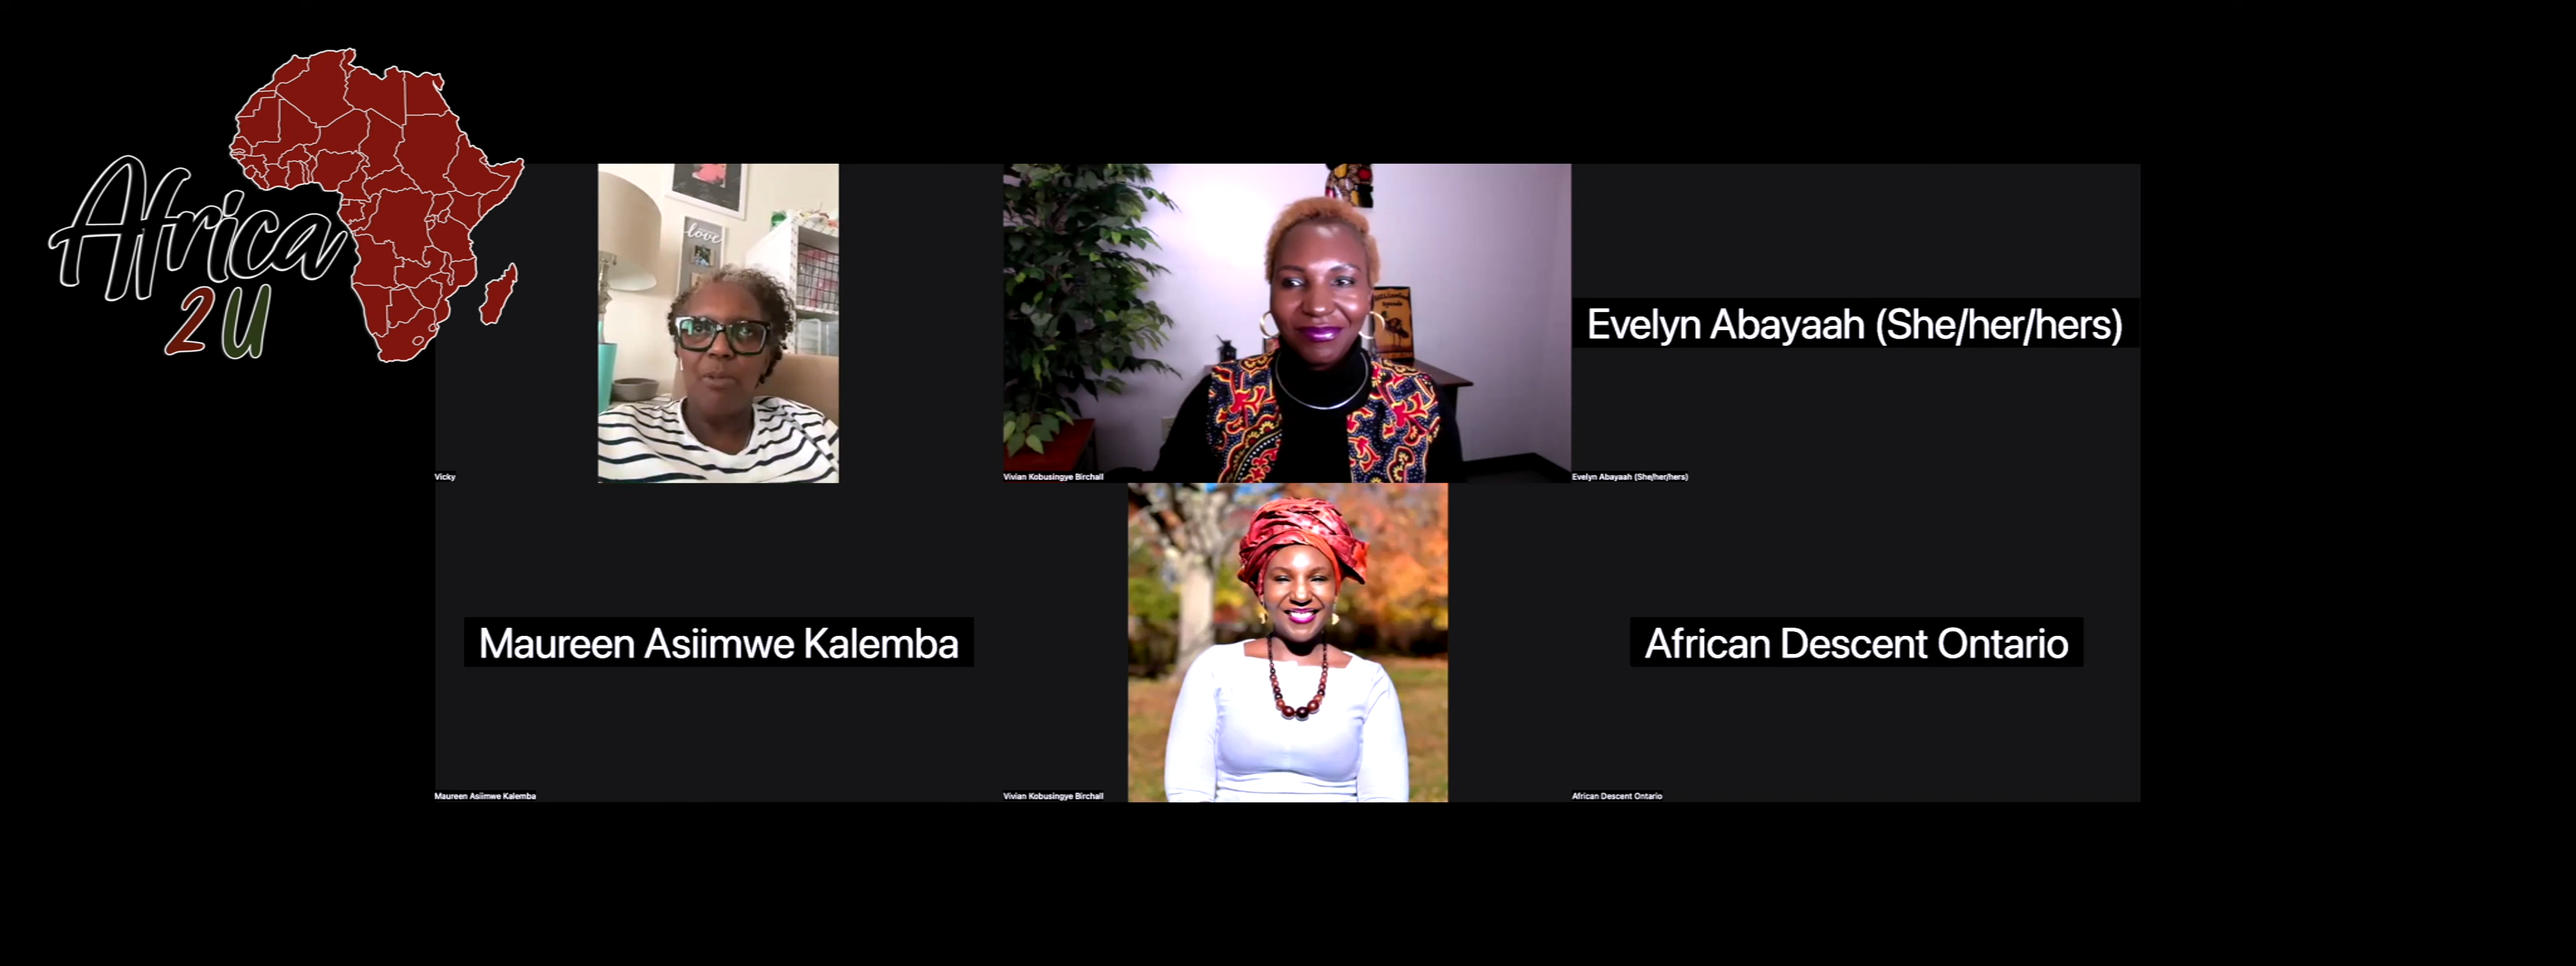 Africa
2U
love
Evelyn Abayaah (She/her/hers)
Vicky
Vivian Kobusingye Birchall
Evelyn Abayaah (She/her/hers)
Maureen Asiimwe Kalemba
African Descent Ontario
Maureen Asiimwe Kalemba
Vivian Kobusingye Birchall
African Descent Ontario